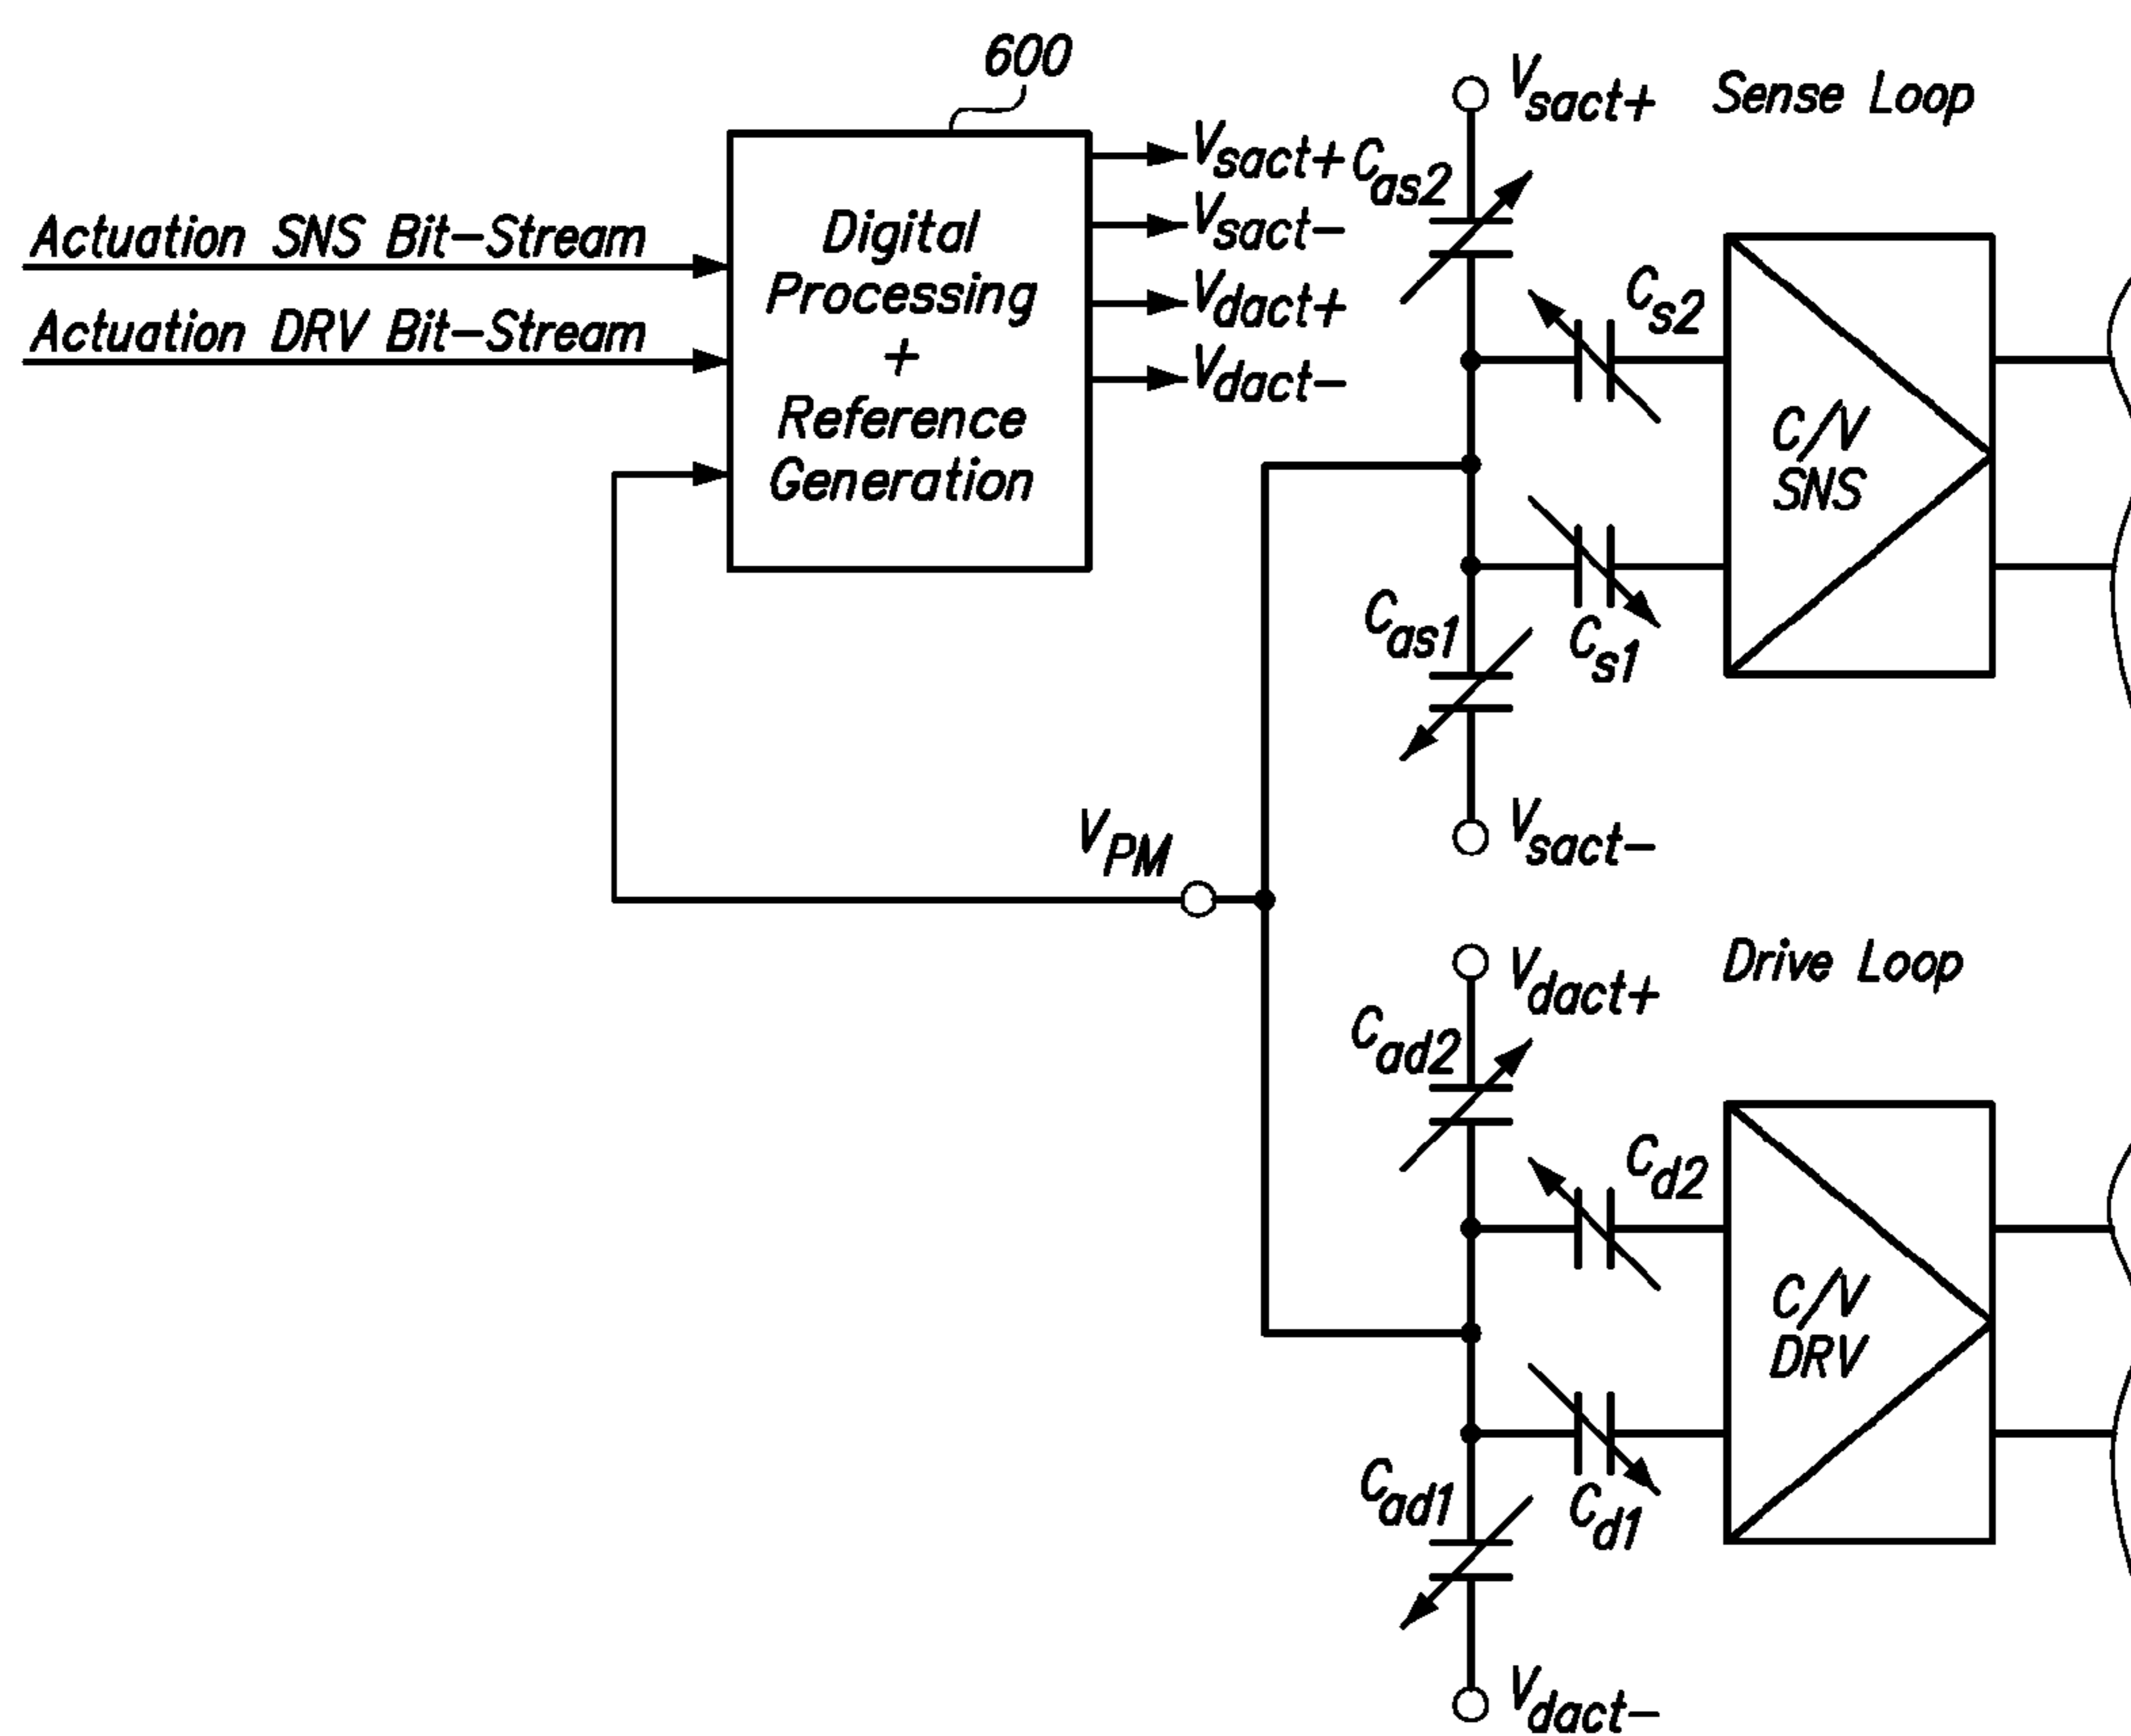 600
Actuation SNS Bit-Stream
Actuation DRV Bit-Stream
Digital
Processing
+
Reference
Generation
Vsact+
Vsact-
Vdact+
Vdact-
VPM
Vsact+
Sense Loop
Cas2
Cs2
C/V
SNS
Cas1
Cs1
Vsact-
Vdact+
Drive Loop
Cad2
Cd2
C/V
DRV
Cad1
Cd1
Vdact-